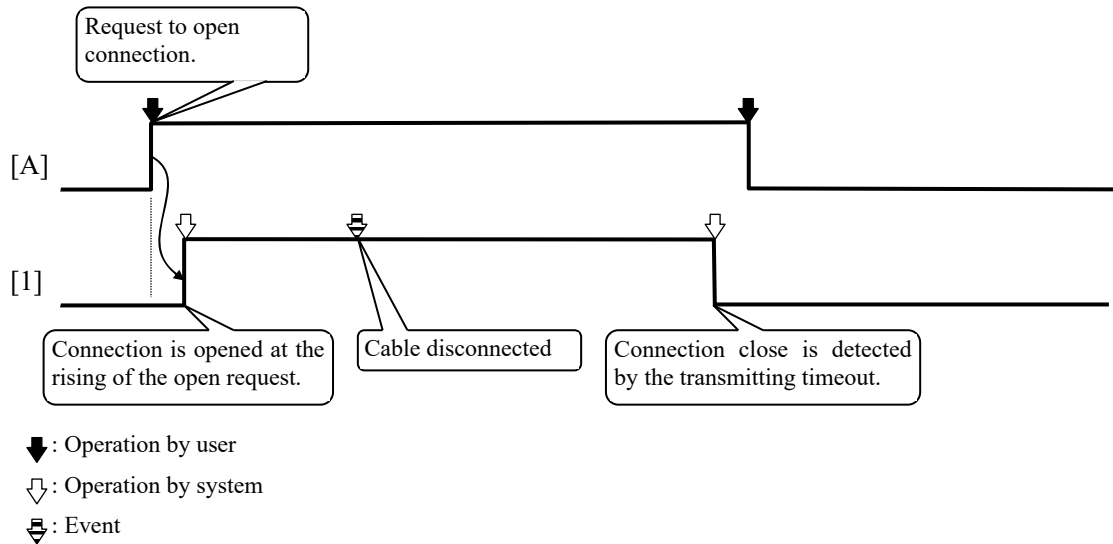 Request to open
connection.
[A]
[1]
Connection is opened at the
rising of the open request.
Cable disconnected
Connection close is detected
by the transmitting timeout.
: Operation by user
: Operation by system
: Event